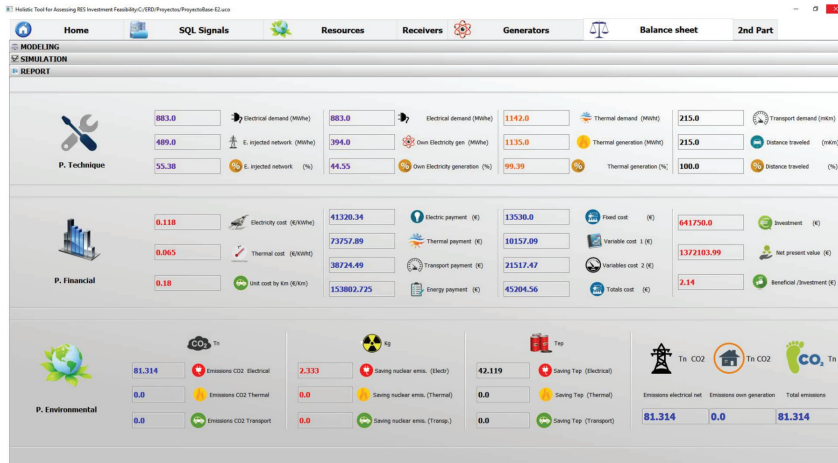 Holistic Tool for Assessing RES Investment Feasibility:C:/ERD/Proyectos/ProyectoBase-E2.uco
Home SQL Signals Resources Receivers Generators Balance sheet 2nd Part
MODELING
SIMULATION
REPORT
883.0 Electrical demand (MWhe) 883.0 Electrical demand (MWhe) 1142.0 Thermal demand (MWht) 215.0 Transport demand (mKm)
489.0 E. injected network (MWhe) 394.0 Own Electricity gen (MWhe) 1135.0 Thermal generation (MWht) 215.0 Distance traveled (mKm)
P. Technique 55.38 E. injected network (%) 44.55 Own Electricity generation (%) 99.39 Thermal generation (%) 100.0 Distance traveled (%)
0.118 Electricity cost (€/KWhe) 41320.34 Electric payment (€) 13530.0 Fixed cost (€) 641750.0 Investment (€)
0.065 Thermal cost (€/KWht) 73757.89 Thermal payment (€) 10157.09 Variable cost 1 (€) 1372103.99 Net present value (€)
38724.49 Transport payment (€) 21517.47 Variables cost 2 (€)
P. Financial 0.18 Unit cost by Km (€/Km) 153802.725 Energy payment (€) 45204.56 Totals cost (€) 2.14 Beneficial /Investment (€)
CO2 Tn Kg Tep
81.314 Emissions CO2 Electrical 2.333 Saving nuclear emis. (Electr) 42.119 Saving Tep (Electrical) Tn CO2 Tn CO2 CO2 Tn
0.0 Emissions CO2 Thermal 0.0 Saving nuclear emis. (Thermal) 0.0 Saving Tep (Thermal) Emissions electrical net Emissions own genaration Total emissions
P. Environmental 0.0 Emissions CO2 Transport 0.0 Saving nuclear emis. (Transp.) 0.0 Saving Tep (Transport) 81.314 0.0 81.314